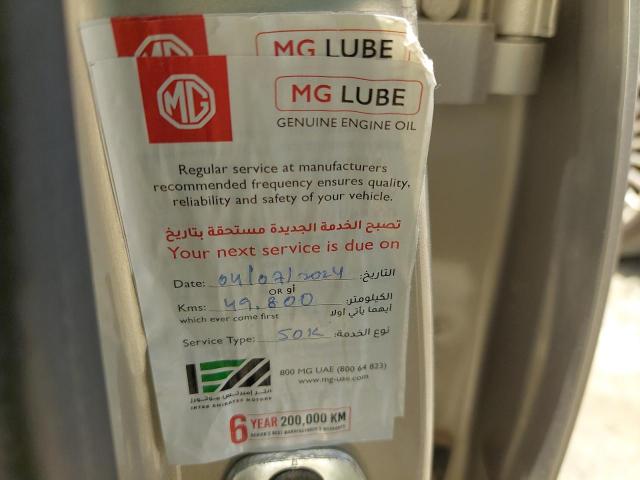 MG LUBE
MG
MG LUBE
GENUINE ENGINE OIL
Regular service at manufacturers
recommended frequency ensures quality,
reliability and safety of your vehicle.
تصبح الخدمة الجديدة مستحقة بتاريخ
Your next service is due on
Date: 04/07/2024 التاريخ:
OR أو
Kms: 49,800 الكيلومتر:
which ever come first أيهما يأتي أولا
Service Type: 50K نوع الخدمة:
800 MG UAE (800 64 823)
www.mg-uae.com
INTER EMIRATES MOTORS
6 YEAR 200,000 KM